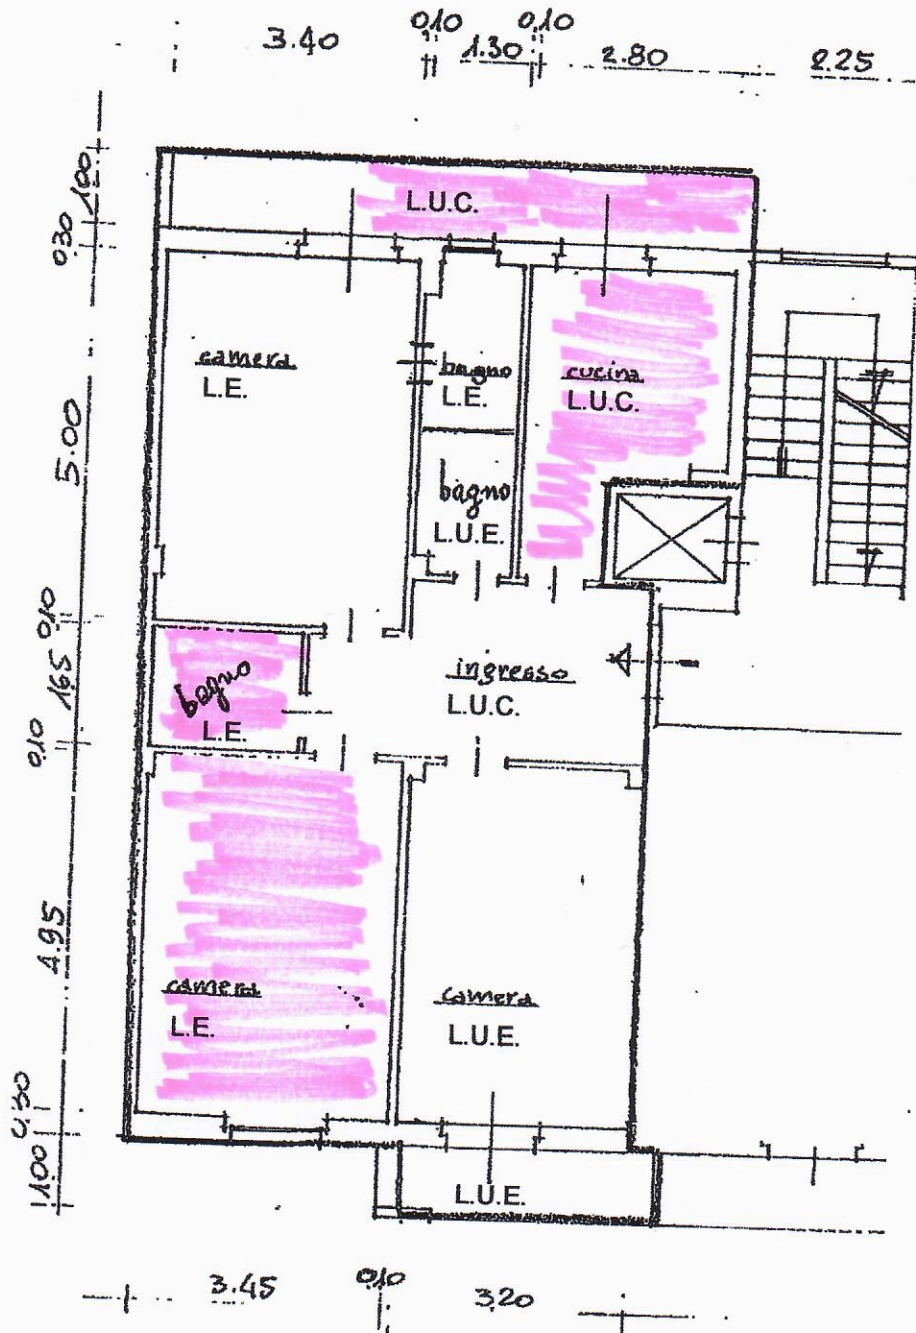 0,10 0,10
3.40 1.30 2.80 2.25
1.00
0,30
5.00
0,10
1.65
0,10
4.95
0,30
1.00
L.U.C.
camera
L.E.
bagno
L.E.
cucina
L.U.C.
bagno
L.U.E.
bagno
L.E.
ingresso
L.U.C.
camera
L.E.
camera
L.U.E.
L.U.E.
3.45 0,10 3.20